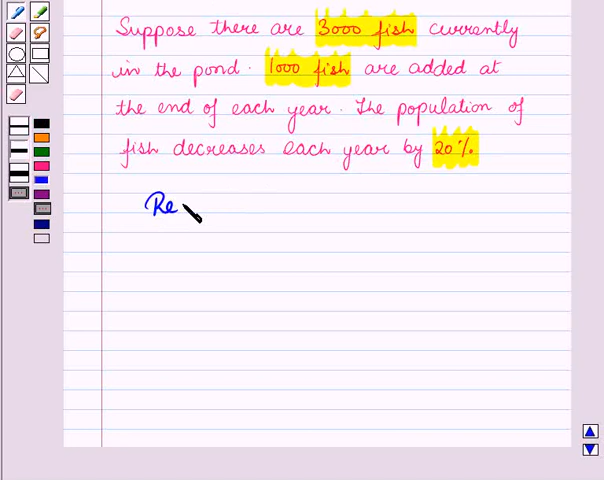 Suppose there are 3000 fish currently
in the pond. 1000 fish are added at
the end of each year. The population of
fish decreases each year by 20%.
Re